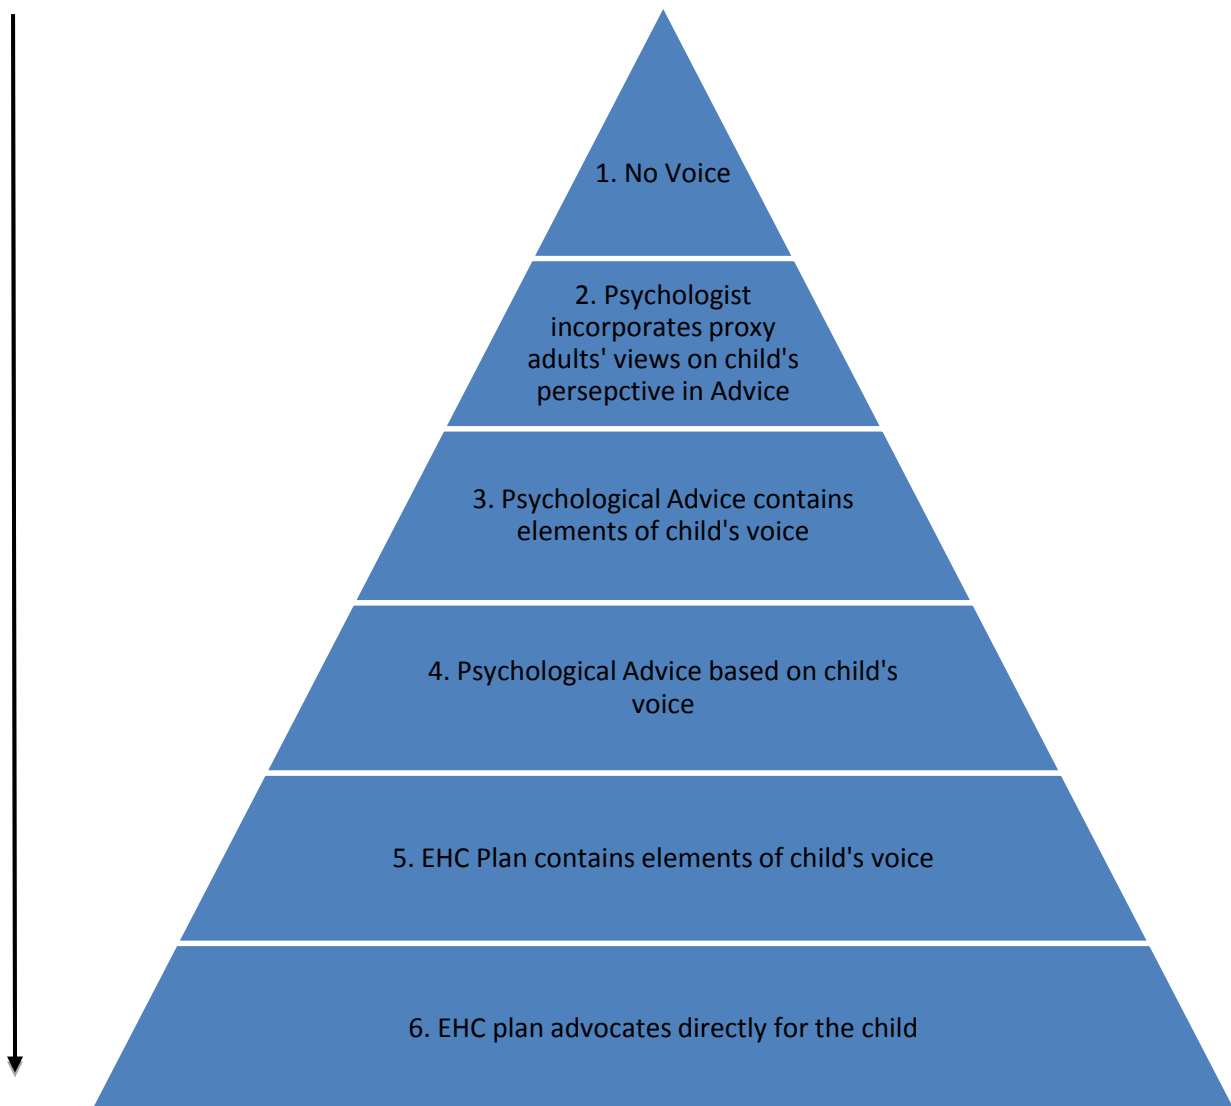 1. No Voice
2. Psychologist
incorporates proxy
adults' views on child's
persepctive in Advice
3. Psychological Advice contains
elements of child's voice
4. Psychological Advice based on child's
voice
5. EHC Plan contains elements of child's voice
6. EHC plan advocates directly for the child